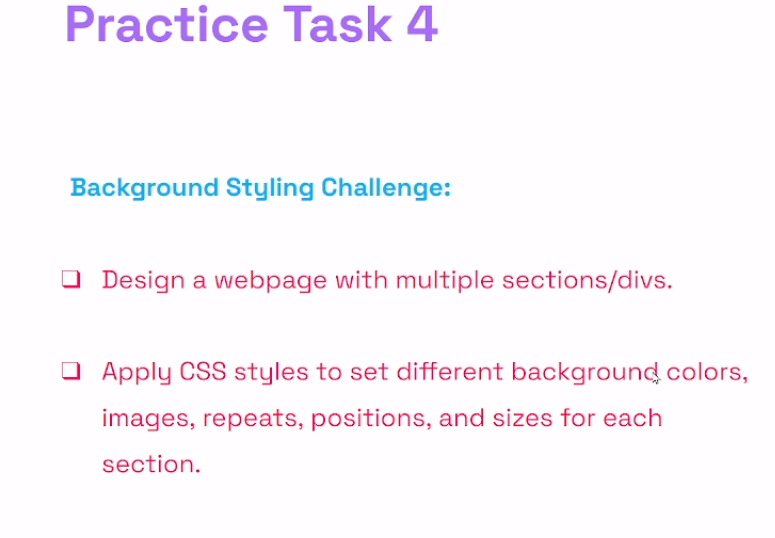 Practice Task 4
Background Styling Challenge:
❑ Design a webpage with multiple sections/divs.
❑ Apply CSS styles to set different background colors,
images, repeats, positions, and sizes for each
section.